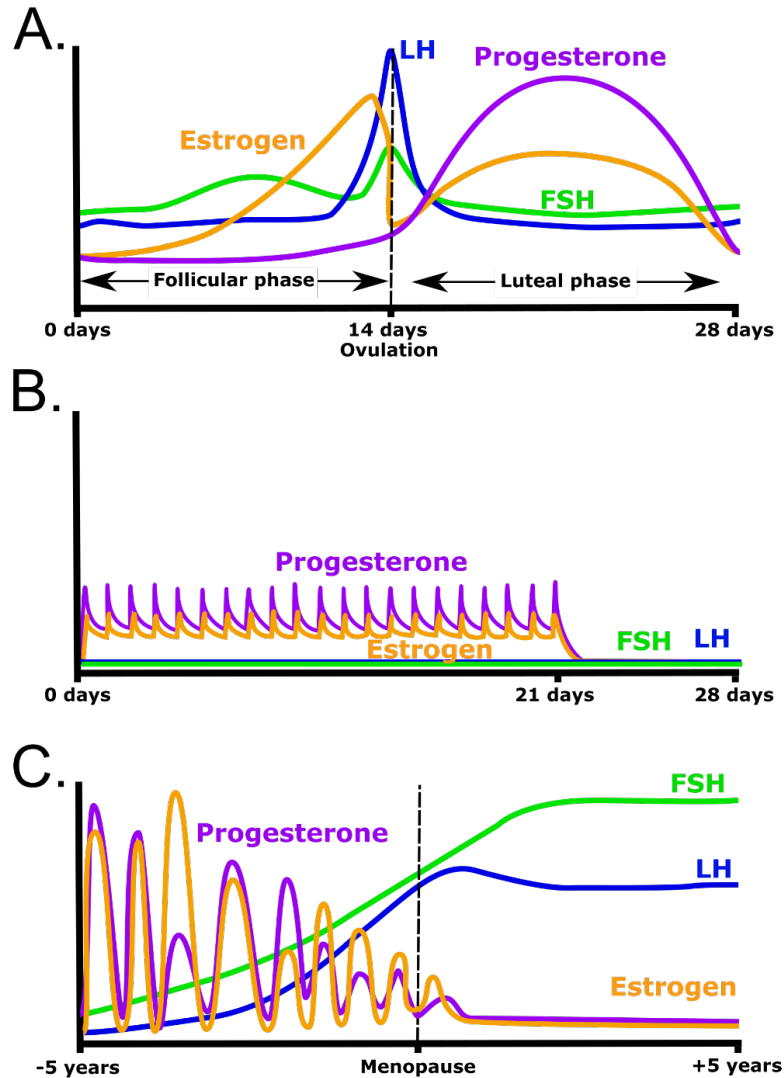 A.
LH
Progesterone
Estrogen
FSH
Follicular phase
Luteal phase
0 days
14 days
28 days
Ovulation
B.
Progesterone
Estrogen
FSH
LH
0 days
21 days
28 days
C.
FSH
Progesterone
LH
Estrogen
-5 years
Menopause
+5 years